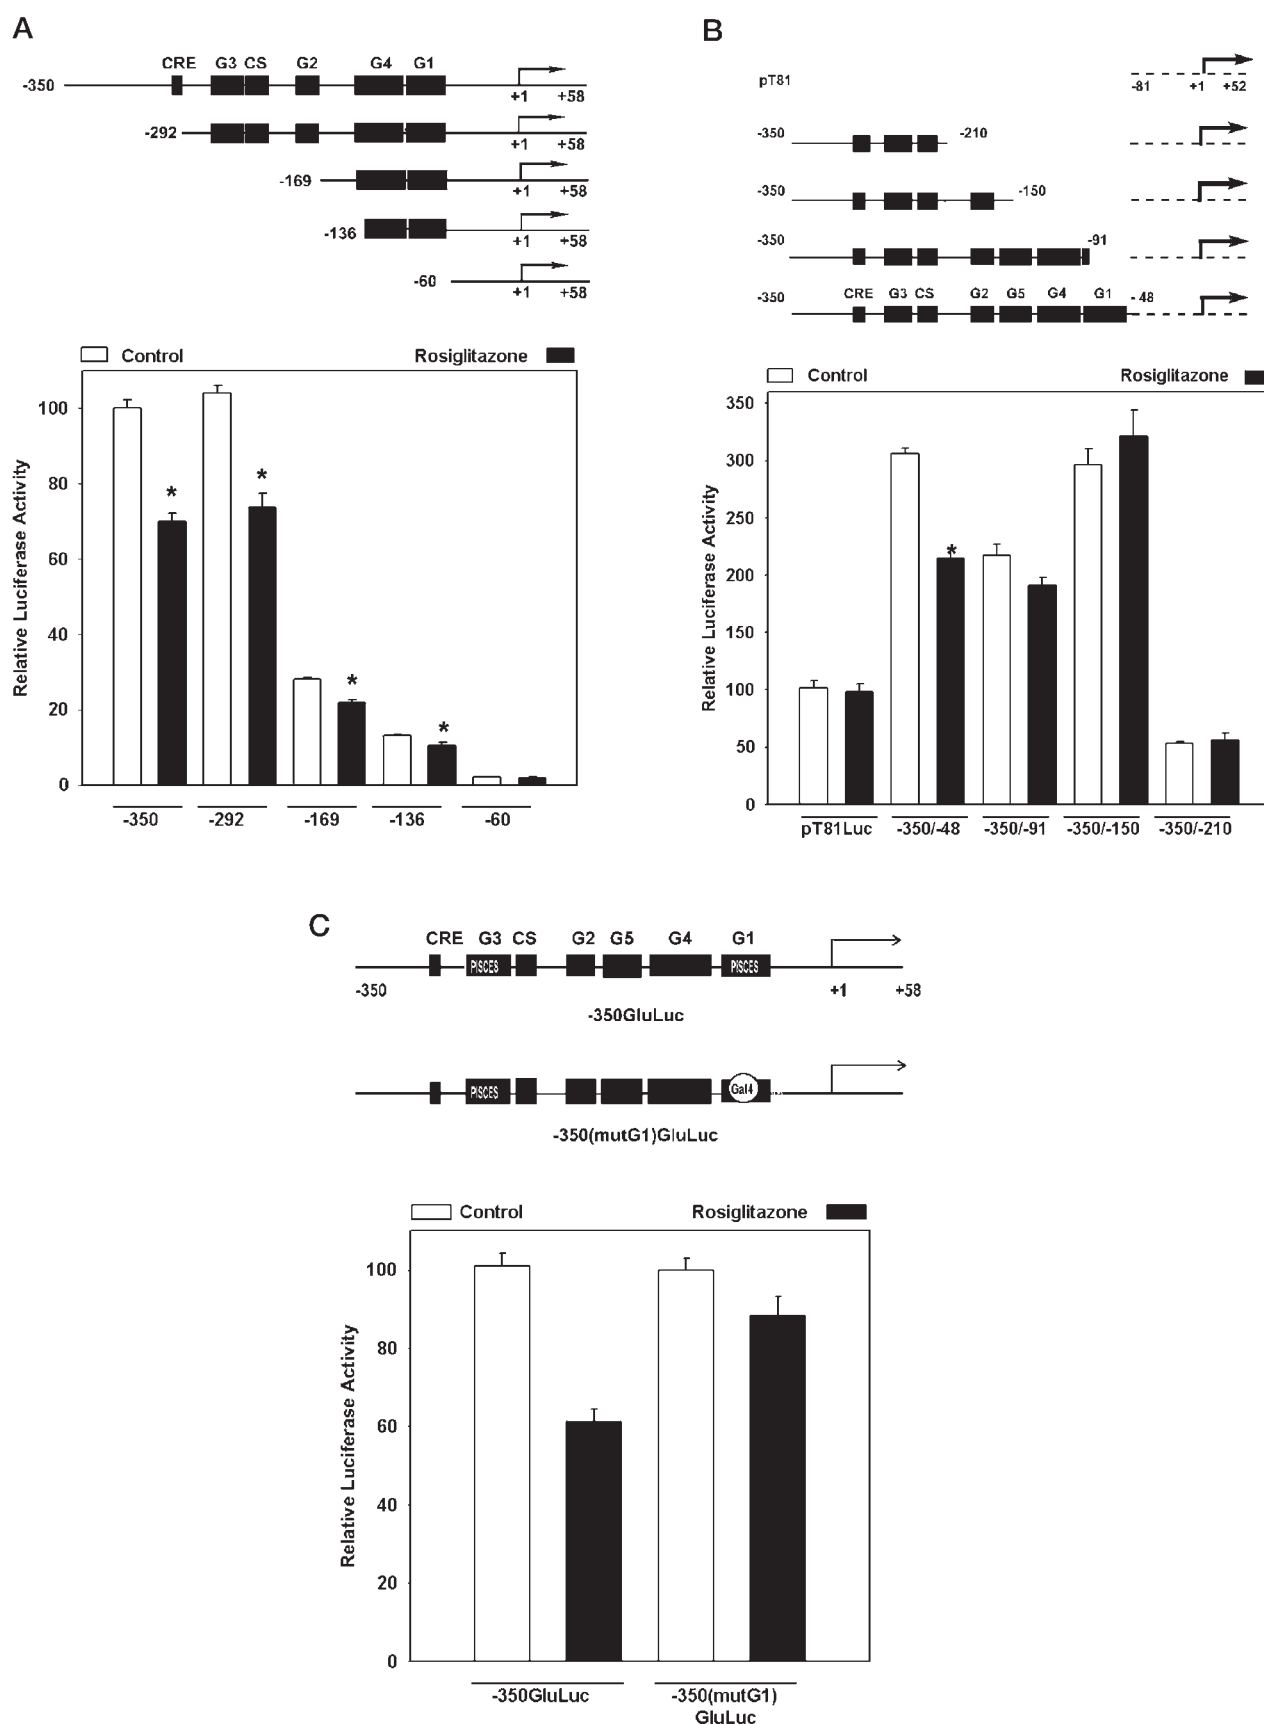 A
CRE G3 CS G2 G4 G1
-350 +1 +58
-292 +1 +58
-169 +1 +58
-136 +1 +58
-60 +1 +58
Control Rosiglitazone
Relative Luciferase Activity
100
80
60
40
20
0
* * * *
-350 -292 -169 -136 -60
B
pT81 -81 +1 +52
-350 -210
-350 -150
-350 -91
-350 CRE G3 CS G2 G5 G4 G1 -48
Control Rosiglitazone
Relative Luciferase Activity
350
300
250
200
150
100
50
0
*
pT81Luc -350/-48 -350/-91 -350/-150 -350/-210
C
CRE G3 CS G2 G5 G4 G1
PISCES PISCES
-350 +1 +58
-350GluLuc
PISCES Gal4
-350(mutG1)GluLuc
Control Rosiglitazone
Relative Luciferase Activity
100
80
60
40
20
0
-350GluLuc -350(mutG1)
GluLuc